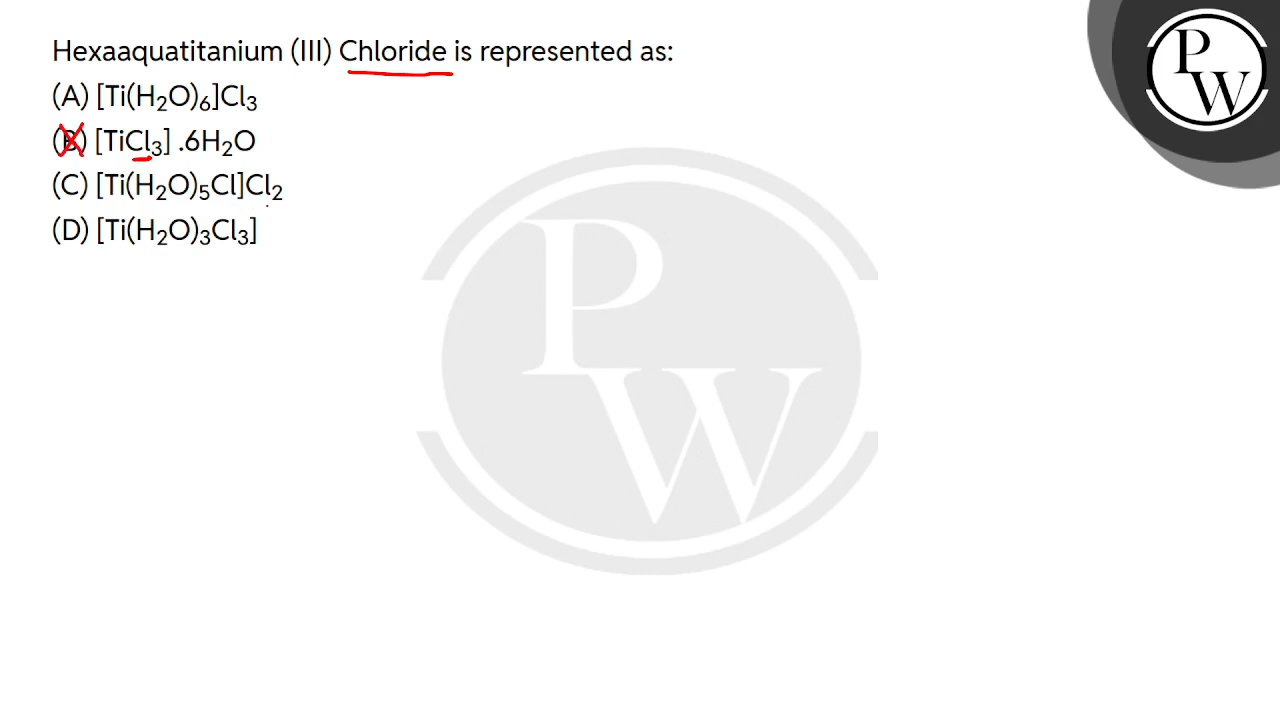 Hexaaquatitanium (III) Chloride is represented as:
(A) [Ti(H₂O)₆]Cl₃
(B) [TiCl₃] .6H₂O
(C) [Ti(H₂O)₅Cl]Cl₂
(D) [Ti(H₂O)₃Cl₃]
P
W
P
W